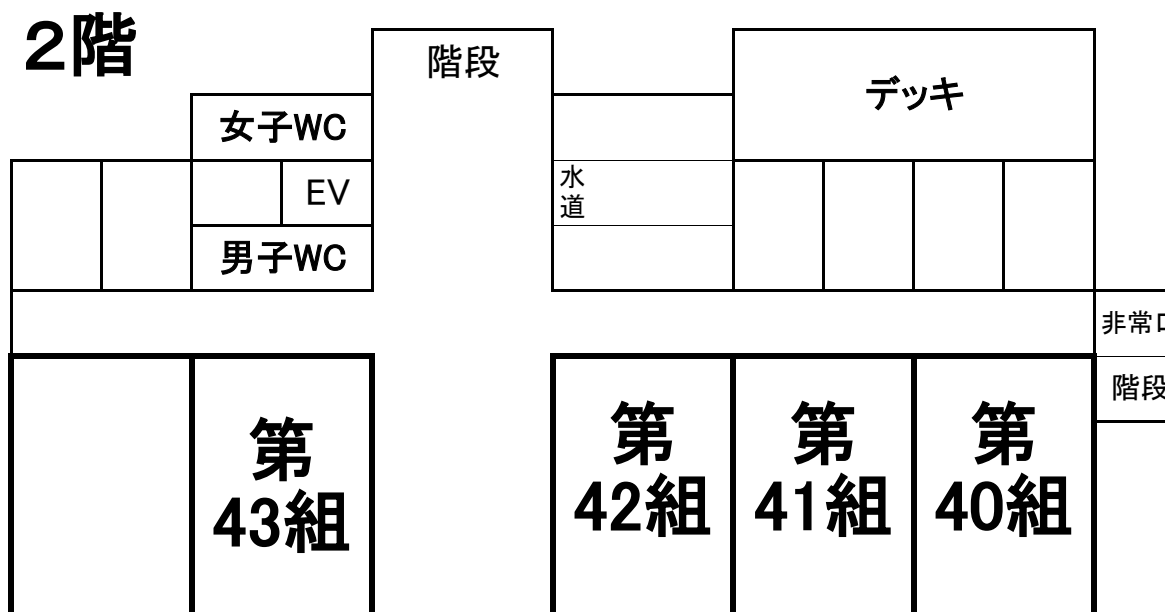 ２階
階段
デッキ
女子WC
水
道
EV
男子WC
非常口
階段
第
43組
第
42組
第
41組
第
40組